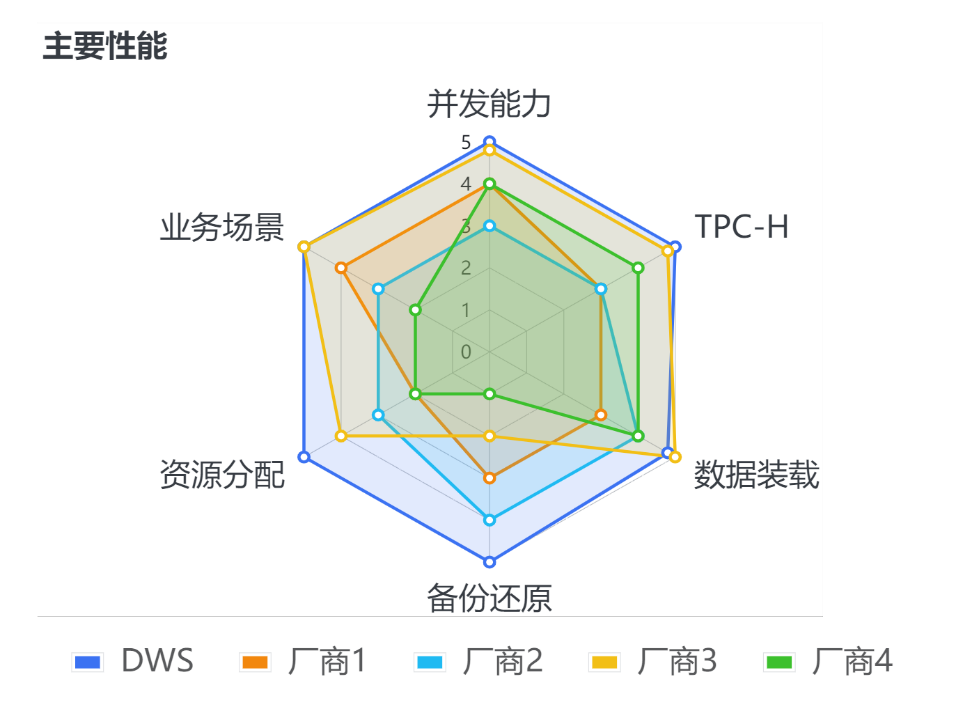 主要性能
并发能力
5
4
3
2
1
0
业务场景
TPC-H
资源分配
数据装载
备份还原
DWS 厂商1 厂商2 厂商3 厂商4